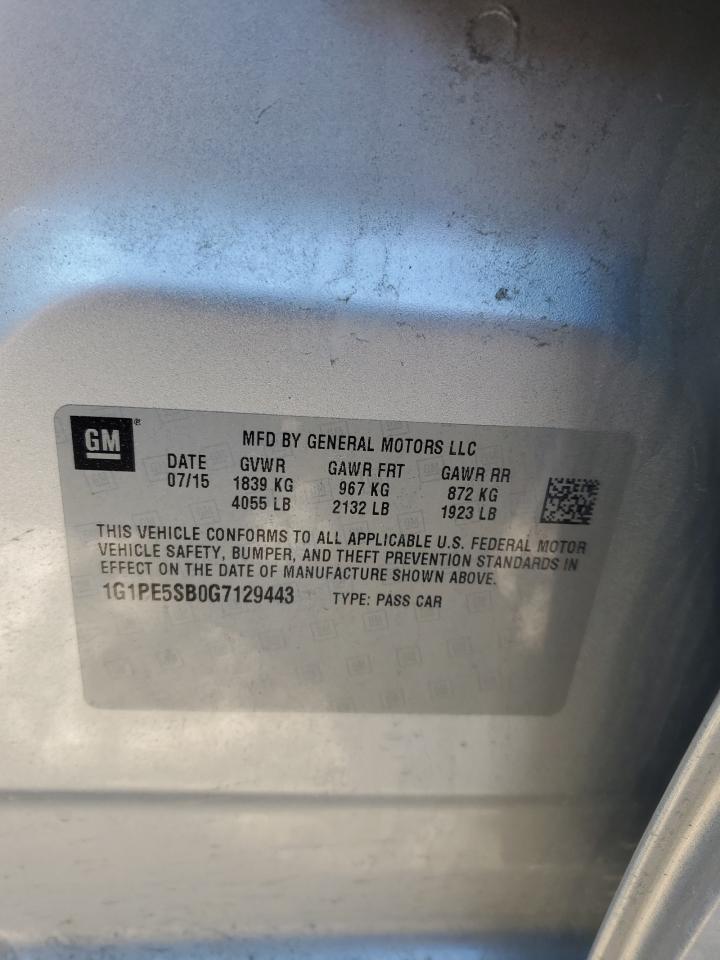 GM®
MFD BY GENERAL MOTORS LLC
DATE GVWR GAWR FRT GAWR RR
07/15 1839 KG 967 KG 872 KG
4055 LB 2132 LB 1923 LB
THIS VEHICLE CONFORMS TO ALL APPLICABLE U.S. FEDERAL MOTOR
VEHICLE SAFETY, BUMPER, AND THEFT PREVENTION STANDARDS IN
EFFECT ON THE DATE OF MANUFACTURE SHOWN ABOVE.
1G1PE5SB0G7129443 TYPE: PASS CAR